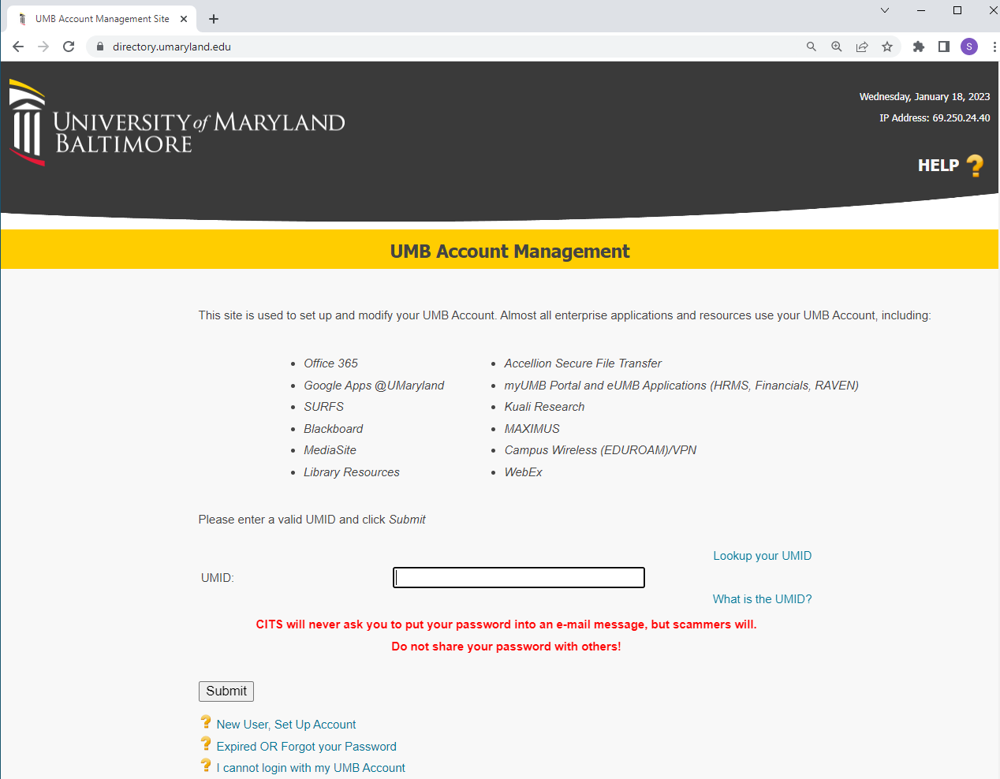 UMB Account Management Site
directory.umaryland.edu
S
UNIVERSITY of MARYLAND
BALTIMORE
Wednesday, January 18, 2023
IP Address: 69.250.24.40
HELP ?
UMB Account Management
This site is used to set up and modify your UMB Account. Almost all enterprise applications and resources use your UMB Account, including:
• Office 365
• Google Apps @UMaryland
• SURFS
• Blackboard
• MediaSite
• Library Resources
• Accellion Secure File Transfer
• myUMB Portal and eUMB Applications (HRMS, Financials, RAVEN)
• Kuali Research
• MAXIMUS
• Campus Wireless (EDUROAM)/VPN
• WebEx
Please enter a valid UMID and click Submit
Lookup your UMID
UMID:
What is the UMID?
CITS will never ask you to put your password into an e-mail message, but scammers will.
Do not share your password with others!
Submit
? New User, Set Up Account
? Expired OR Forgot your Password
? I cannot login with my UMB Account